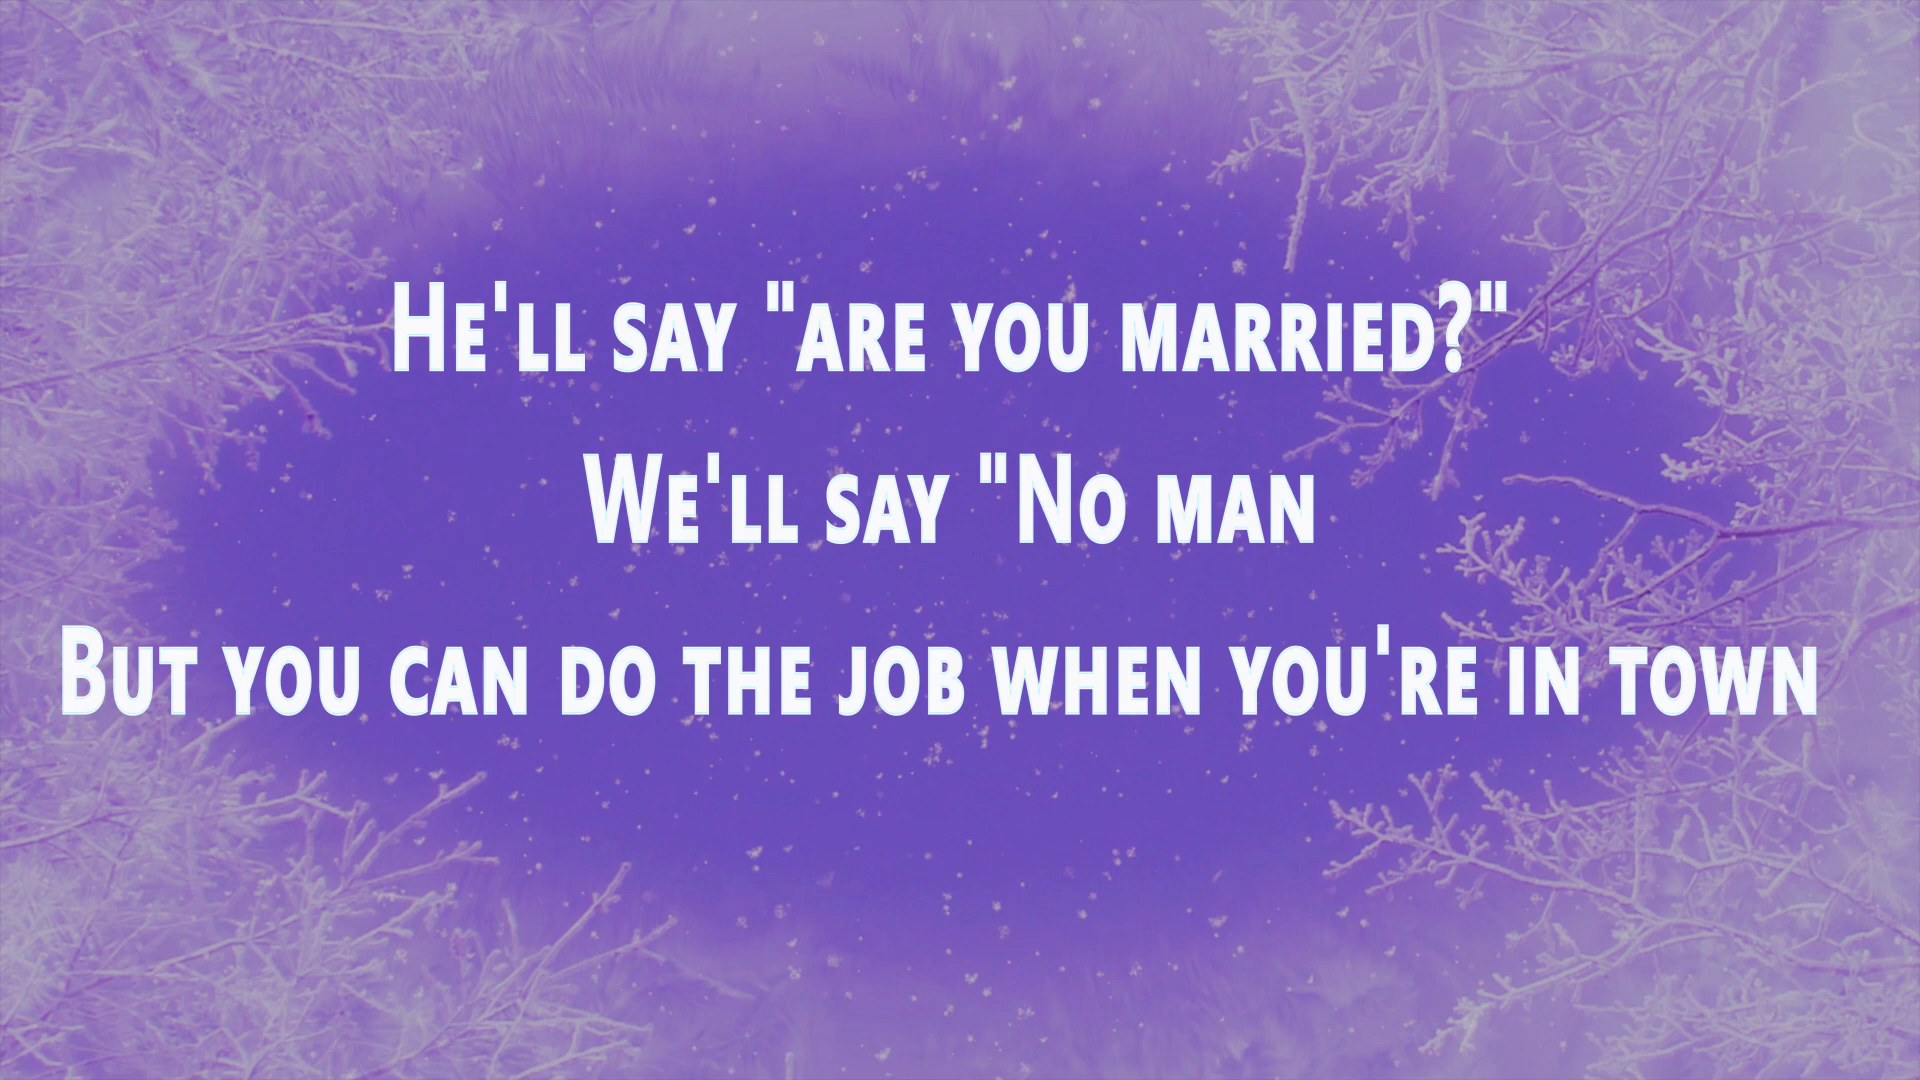 He'll say "are you married?"
We'll say "No man
But you can do the job when you're in town